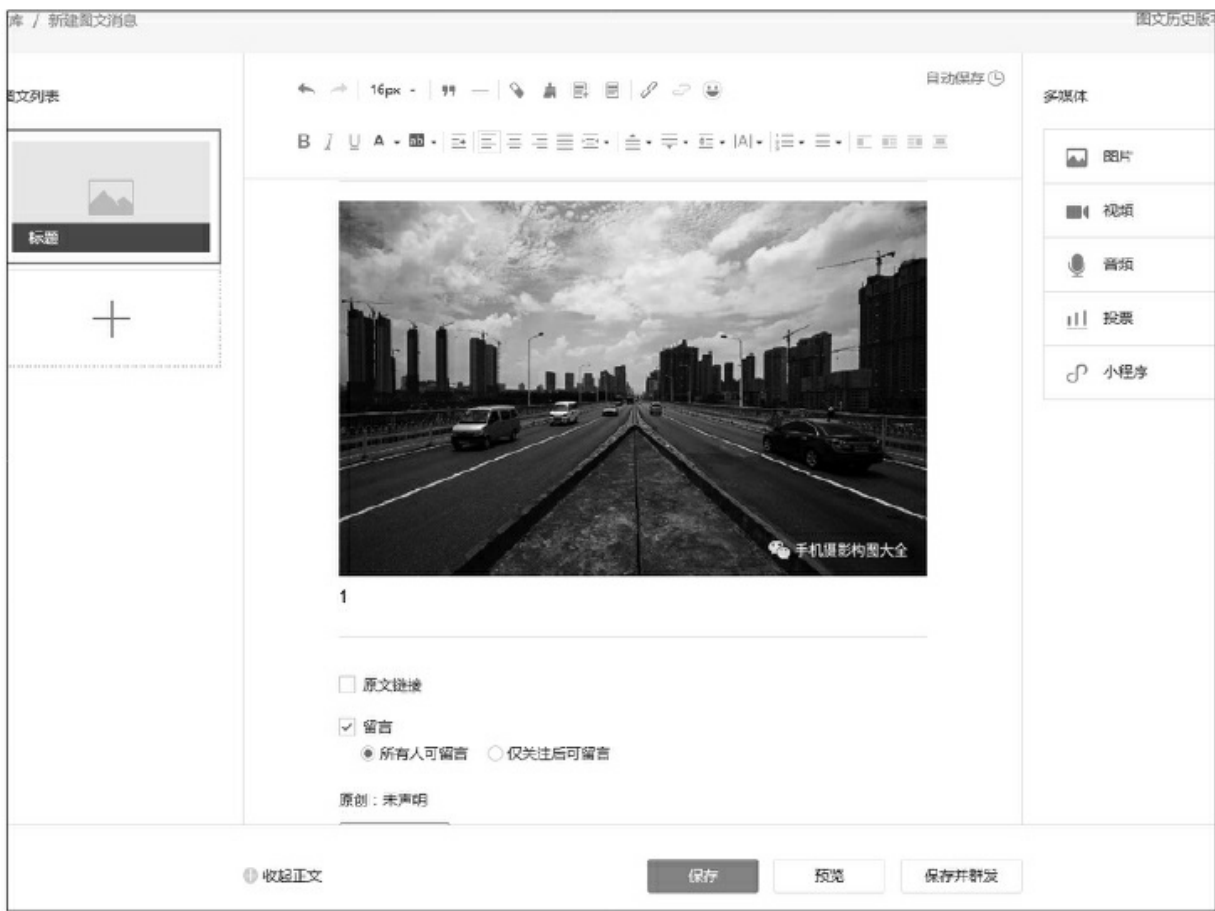 库 / 新建图文消息
图文历史版本
图文列表
标题
16px
自动保存
B I U A ab
|A|
多媒体
图片
视频
音频
投票
小程序
手机摄影构图大全
1
原文链接
留言
所有人可留言 仅关注后可留言
原创：未声明
收起正文
保存 预览 保存并群发